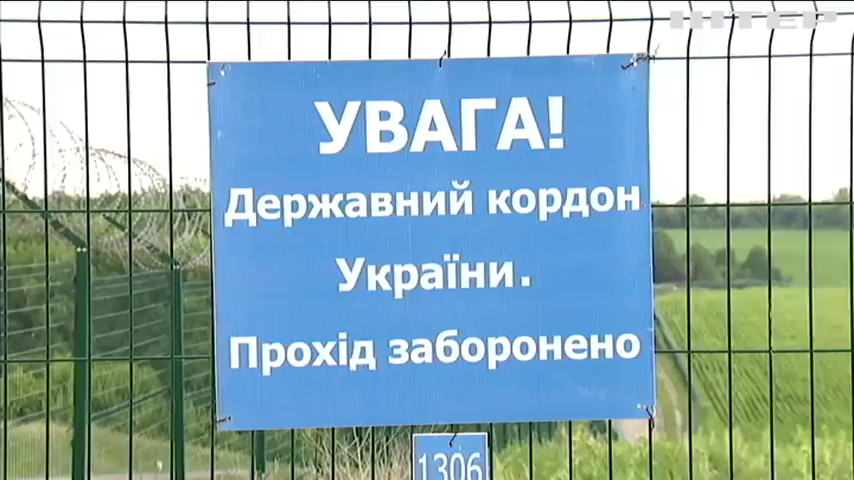 ІНТЕР
УВАГА!
Державний кордон
України.
Прохід заборонено
1306